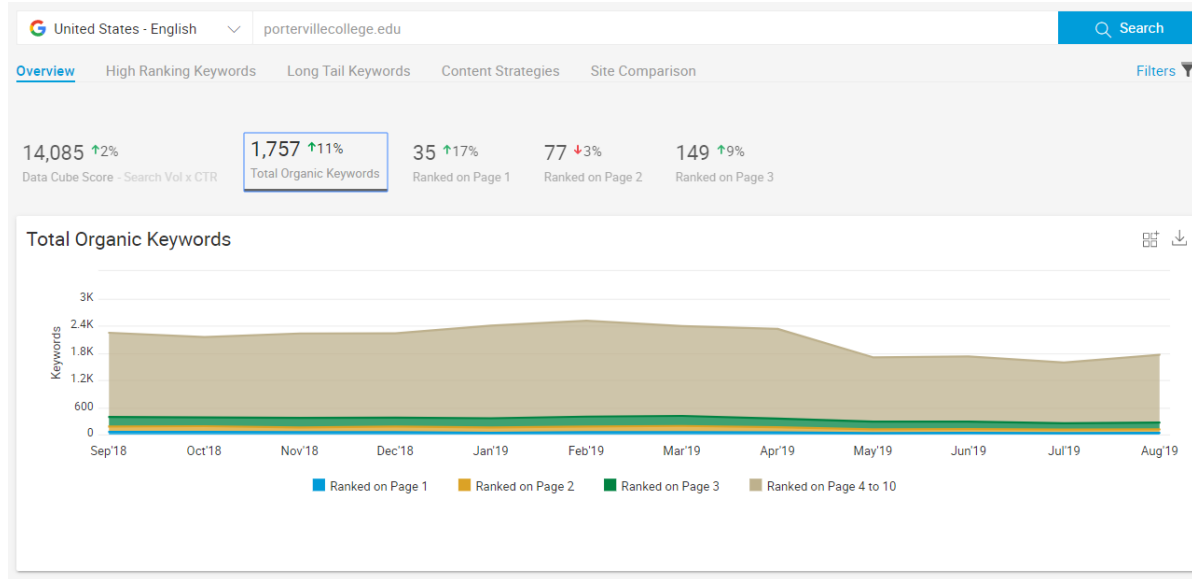 United States - English portervillecollege.edu Search
Overview High Ranking Keywords Long Tail Keywords Content Strategies Site Comparison Filters
14,085 2% 1,757 11% 35 17% 77 3% 149 9%
Data Cube Score - Search Vol x CTR Total Organic Keywords Ranked on Page 1 Ranked on Page 2 Ranked on Page 3
Total Organic Keywords
Keywords
3K
2.4K
1.8K
1.2K
600
0
Sep'18 Oct'18 Nov'18 Dec'18 Jan'19 Feb'19 Mar'19 Apr'19 May'19 Jun'19 Jul'19 Aug'19
Ranked on Page 1 Ranked on Page 2 Ranked on Page 3 Ranked on Page 4 to 10